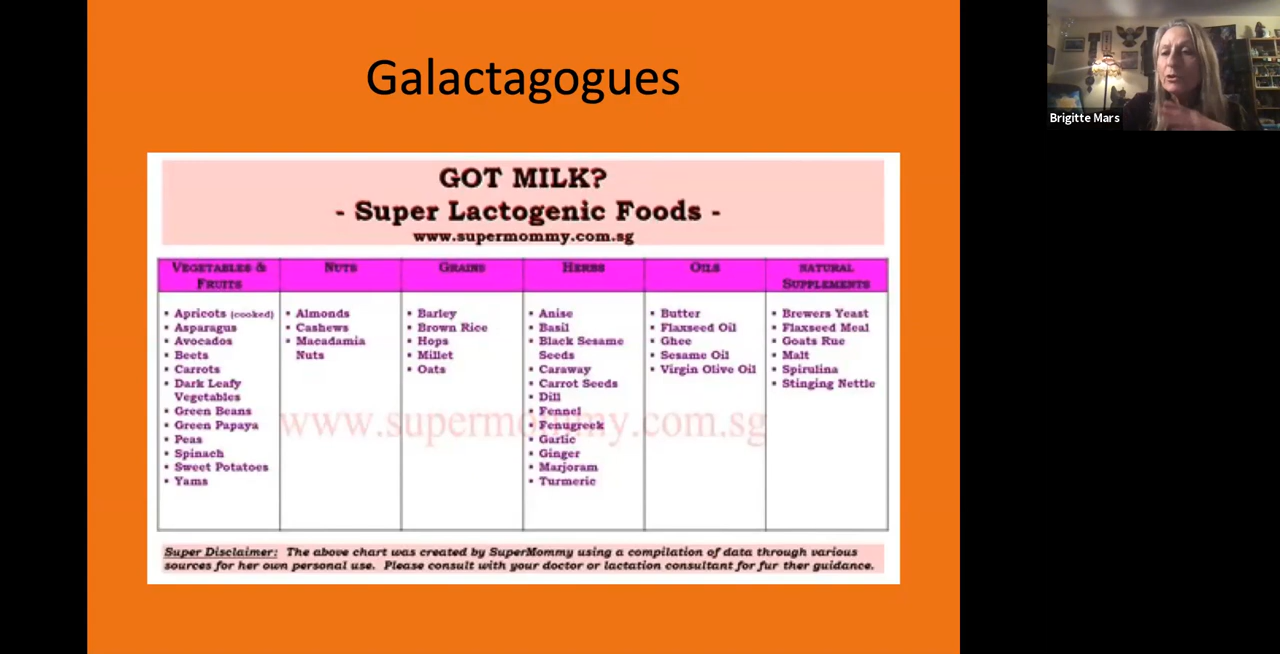 Galactagogues
Brigitte Mars
GOT MILK?
- Super Lactogenic Foods -
www.supermommy.com.sg
VEGETABLES &
FRUITS
▪ Apricots (cooked)
▪ Asparagus
▪ Avocados
▪ Beets
▪ Carrots
▪ Dark Leafy
Vegetables
▪ Green Beans
▪ Green Papaya
▪ Peas
▪ Spinach
▪ Sweet Potatoes
▪ Yams
NUTS
▪ Almonds
▪ Cashews
▪ Macadamia
Nuts
GRAINS
▪ Barley
▪ Brown Rice
▪ Hops
▪ Millet
▪ Oats
HERBS
▪ Anise
▪ Basil
▪ Black Sesame
Seeds
▪ Caraway
▪ Carrot Seeds
▪ Dill
▪ Fennel
▪ Fenugreek
▪ Garlic
▪ Ginger
▪ Marjoram
▪ Turmeric
OILS
▪ Butter
▪ Flaxseed Oil
▪ Ghee
▪ Sesame Oil
▪ Virgin Olive Oil
NATURAL
SUPPLEMENTS
▪ Brewers Yeast
▪ Flaxseed Meal
▪ Goats Rue
▪ Malt
▪ Spirulina
▪ Stinging Nettle
www.supermommy.com.sg
Super Disclaimer: The above chart was created by SuperMommy using a compilation of data through various
sources for her own personal use. Please consult with your doctor or lactation consultant for fur ther guidance.